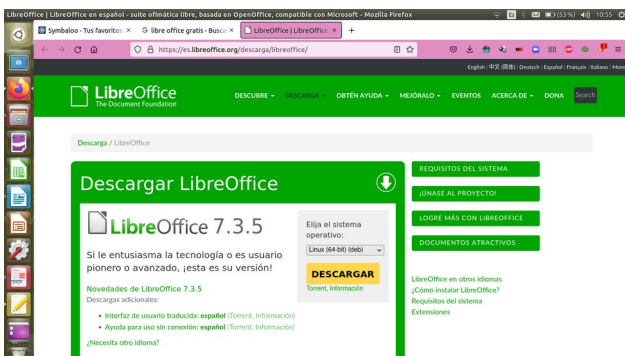 LibreOffice | LibreOffice en español - suite ofimática libre, basada en OpenOffice, compatible con Microsoft - Mozilla Firefox
Es
(53 %)
10:55
Symbaloo - Tus favoritos
libre office gratis - Busca
LibreOffice | LibreOffice
https://es.libreoffice.org/descarga/libreoffice/
English | 中文 (简体) | Deutsch | Español | Français | Italiano | More
LibreOffice
The Document Foundation
DESCUBRE
DESCARGA
OBTÉN AYUDA
MEJÓRALO
EVENTOS
ACERCA DE
DONA
Search
Descarga / LibreOffice
Descargar LibreOffice
LibreOffice 7.3.5
Si le entusiasma la tecnología o es usuario
pionero o avanzado, ¡esta es su versión!
Novedades de LibreOffice 7.3.5
Descargas adicionales:
• Interfaz de usuario traducida: español (Torrent, Información)
• Ayuda para uso sin conexión: español (Torrent, Información)
¿Necesita otro idioma?
Elija el sistema
operativo:
Linux (64-bit) (deb)
DESCARGAR
Torrent, Información
REQUISITOS DEL SISTEMA
¡ÚNASE AL PROYECTO!
LOGRE MÁS CON LIBREOFFICE
DOCUMENTOS ATRACTIVOS
LibreOffice en otros idiomas
¿Cómo instalar LibreOffice?
Requisitos del sistema
Extensiones